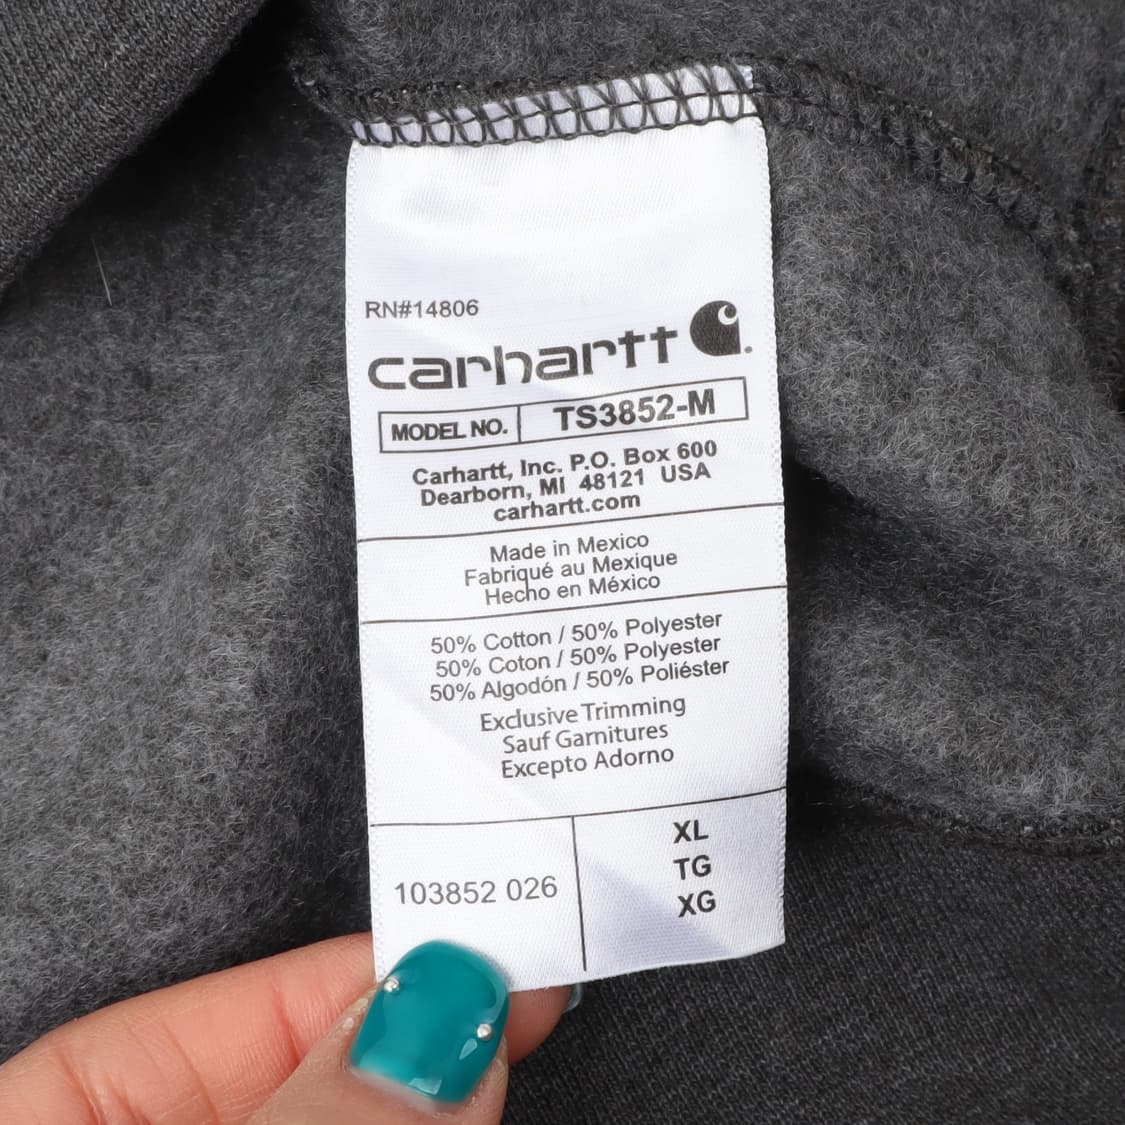 RN#14806
carhartt
MODEL NO. TS3852-M
Carhartt, Inc. P.O. Box 600
Dearborn, MI 48121 USA
carhartt.com
Made in Mexico
Fabriqué au Mexique
Hecho en México
50% Cotton / 50% Polyester
50% Coton / 50% Polyester
50% Algodón / 50% Poliéster
Exclusive Trimming
Sauf Garnitures
Excepto Adorno
103852 026
XL
TG
XG